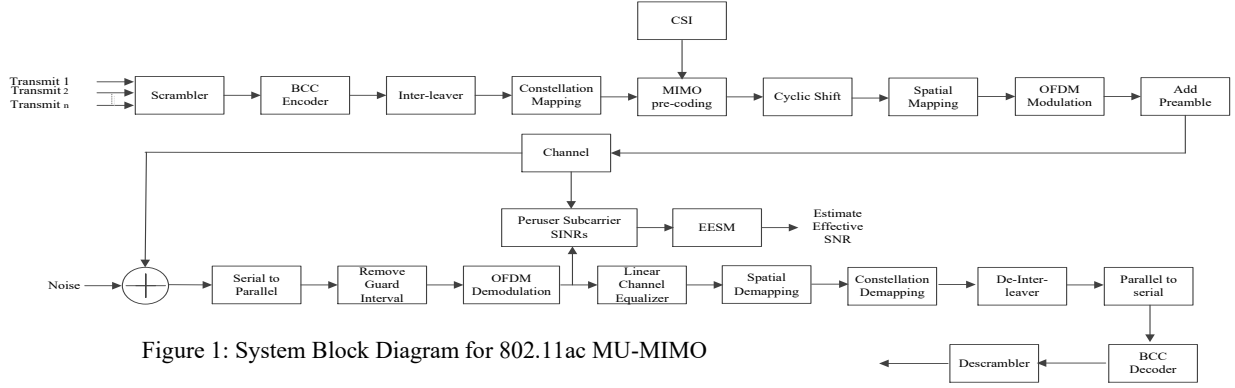 CSI
Transmit 1
Transmit 2
Transmit n
Scrambler
BCC
Encoder
Inter-leaver
Constellation
Mapping
MIMO
pre-coding
Cyclic Shift
Spatial
Mapping
OFDM
Modulation
Add
Preamble
Channel
Peruser Subcarrier
SINRs
EESM
Estimate
Effective
SNR
Noise
Serial to
Parallel
Remove
Guard
Interval
OFDM
Demodulation
Linear
Channel
Equalizer
Spatial
Demapping
Constellation
Demapping
De-Inter-
leaver
Parallel to
serial
BCC
Decoder
Descrambler
Figure 1: System Block Diagram for 802.11ac MU-MIMO